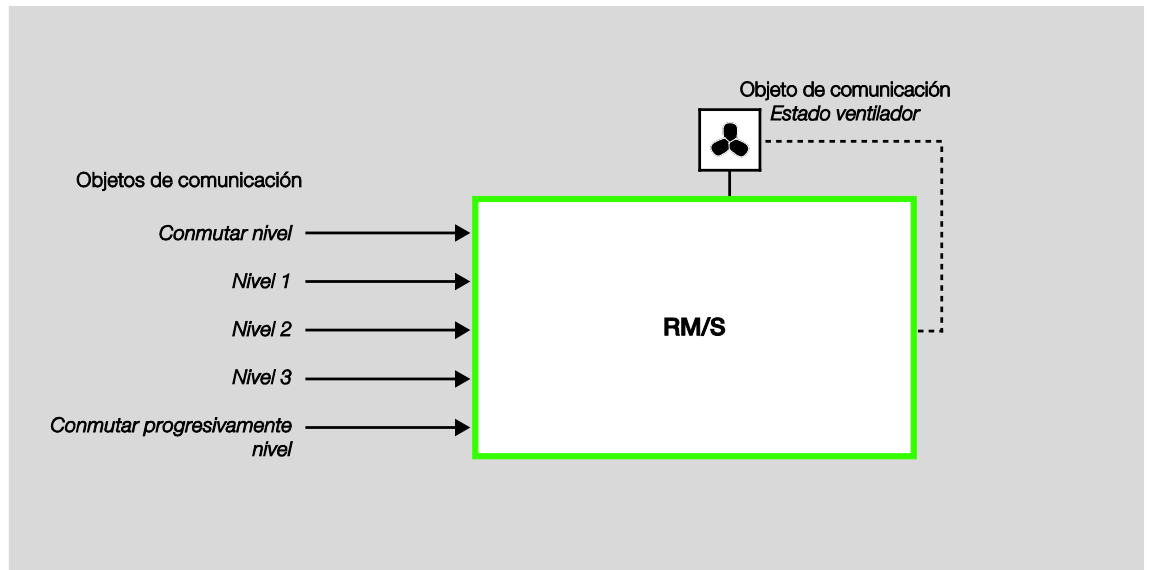 Objeto de comunicación
Estado ventilador
Objetos de comunicación
Conmutar nivel
Nivel 1
Nivel 2
RM/S
Nivel 3
Conmutar progresivamente
nivel